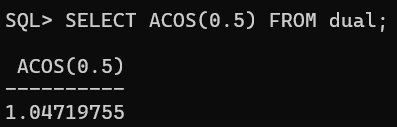 SQL> SELECT ACOS(0.5) FROM dual;
 ACOS(0.5)
----------
1.04719755